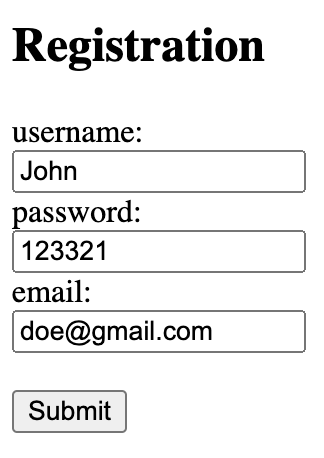 Registration
username:
John
password:
123321
email:
doe@gmail.com
Submit